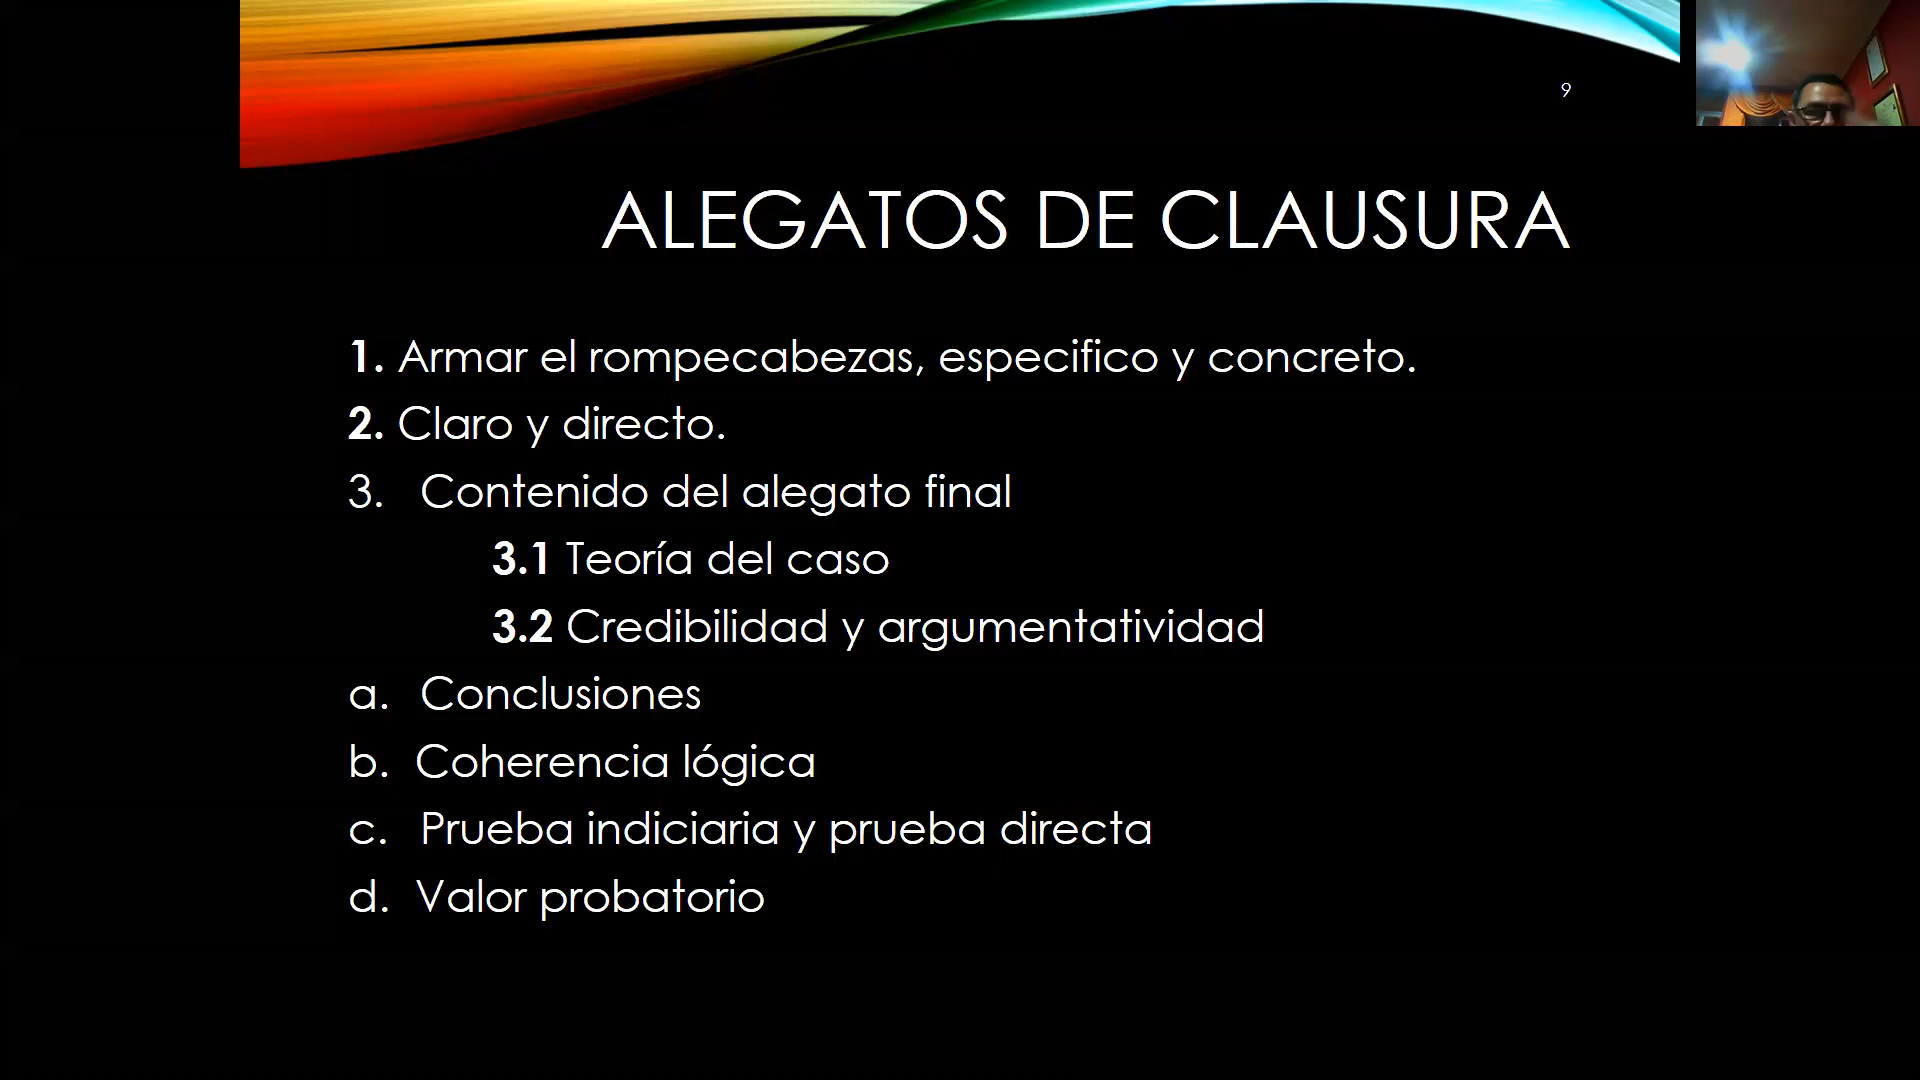 9
ALEGATOS DE CLAUSURA
1. Armar el rompecabezas, especifico y concreto.
2. Claro y directo.
3. Contenido del alegato final
3.1 Teoría del caso
3.2 Credibilidad y argumentatividad
a. Conclusiones
b. Coherencia lógica
c. Prueba indiciaria y prueba directa
d. Valor probatorio